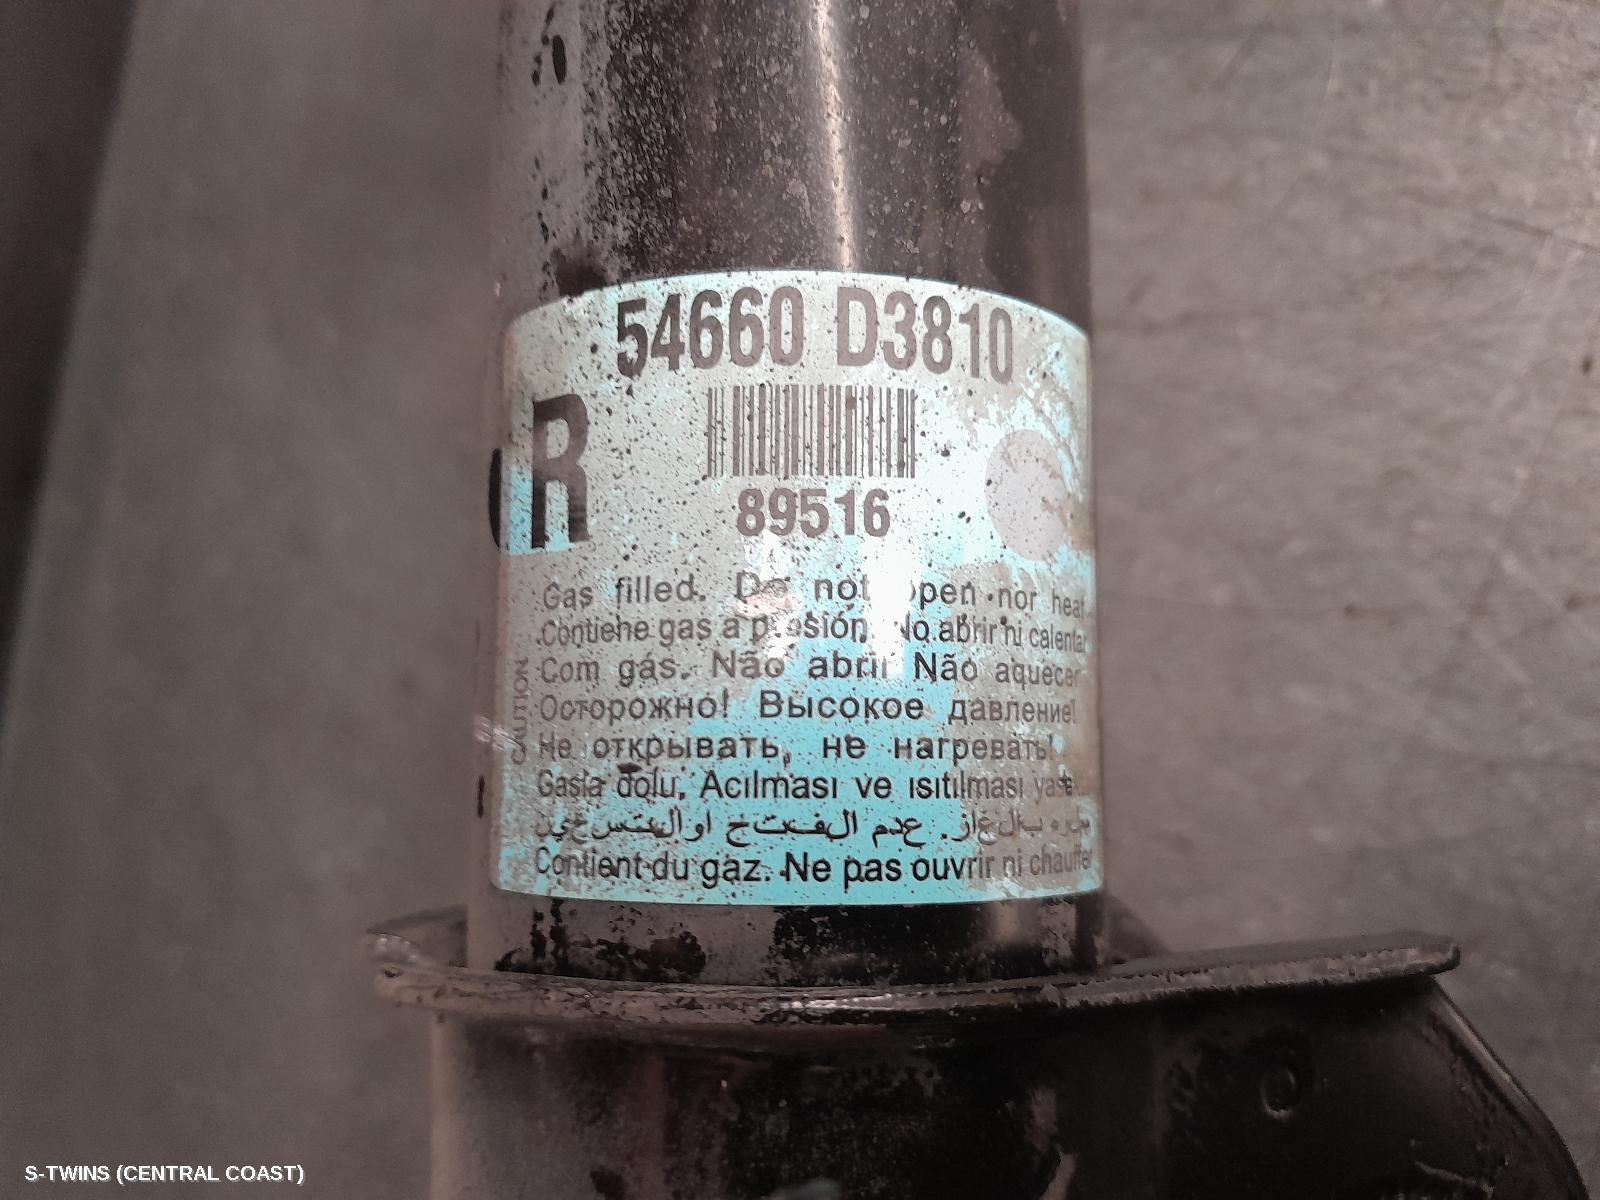 54660 D3810
R
89516
Gas filled. Do not open nor heat
Contiene gas a presión. No abrir ni calentar
Com gás. Não abrir Não aquecer
Осторожно! Высокое давление!
Не открывать, не нагревать!
Gasla dolu, Acılması ve ısıtılması
بالغاز. عدم الفتح او التسخين
Contient du gaz. Ne pas ouvrir ni chauffer
CAUTION
S-TWINS (CENTRAL COAST)